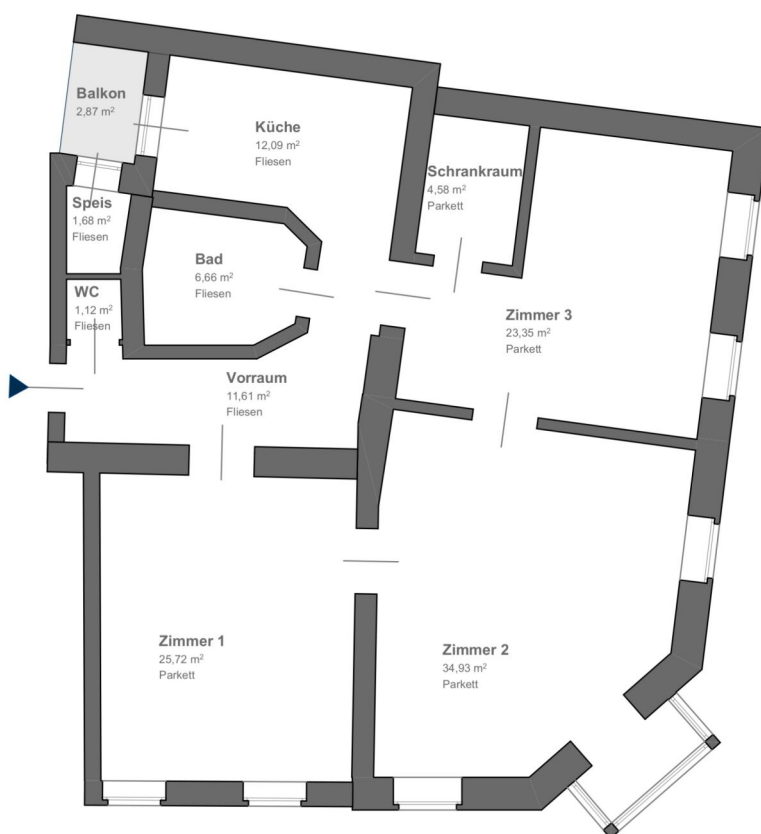 Balkon
2,87 m²
Küche
12,09 m²
Fliesen
Schrankraum
4,58 m²
Parkett
Speis
1,68 m²
Fliesen
Bad
6,66 m²
Fliesen
WC
1,12 m²
Fliesen
Zimmer 3
23,35 m²
Parkett
Vorraum
11,61 m²
Fliesen
Zimmer 1
25,72 m²
Parkett
Zimmer 2
34,93 m²
Parkett